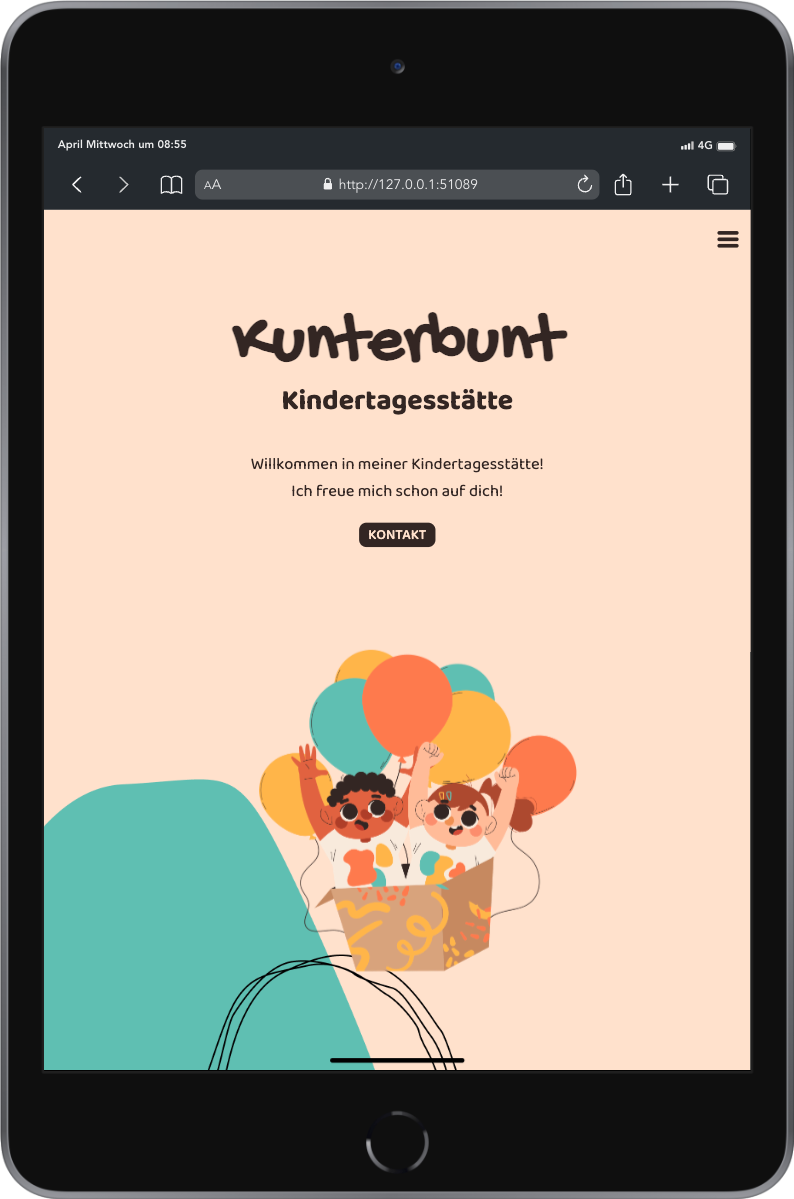 April Mittwoch um 08:55
4G
AA
http://127.0.0.1:51089
Kunterbunt
Kindertagesstätte
Willkommen in meiner Kindertagesstätte!
Ich freue mich schon auf dich!
KONTAKT